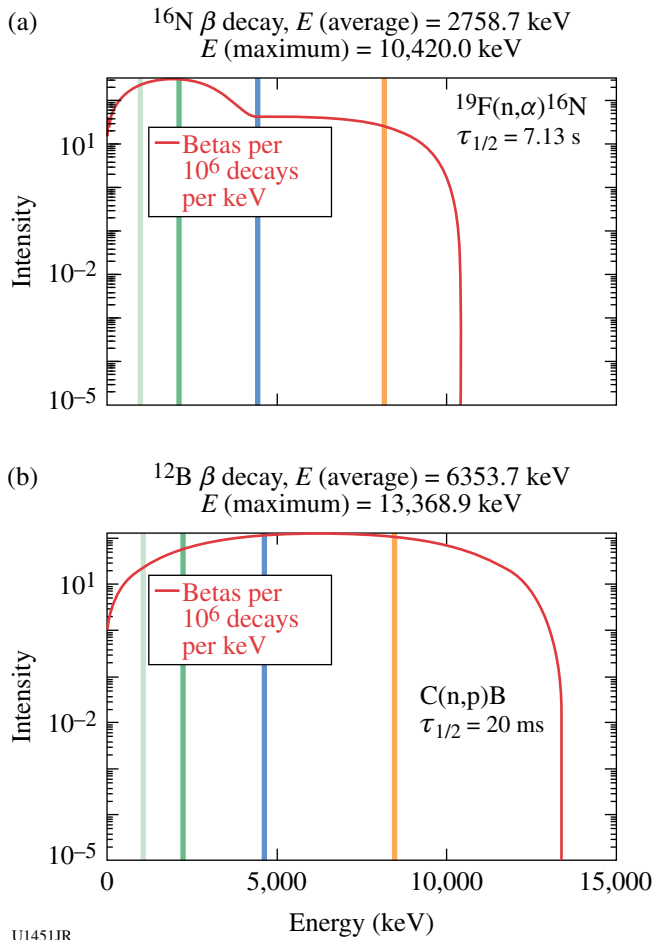 (a)
¹⁶N β decay, E (average) = 2758.7 keV
E (maximum) = 10,420.0 keV
¹⁹F(n,α)¹⁶N
τ₁/₂ = 7.13 s
Betas per
10⁶ decays
per keV
Intensity
10¹
10⁻²
10⁻⁵
(b)
¹²B β decay, E (average) = 6353.7 keV
E (maximum) = 13,368.9 keV
Betas per
10⁶ decays
per keV
C(n,p)B
τ₁/₂ = 20 ms
Intensity
10¹
10⁻²
10⁻⁵
0
5,000
10,000
15,000
Energy (keV)
U1451JR